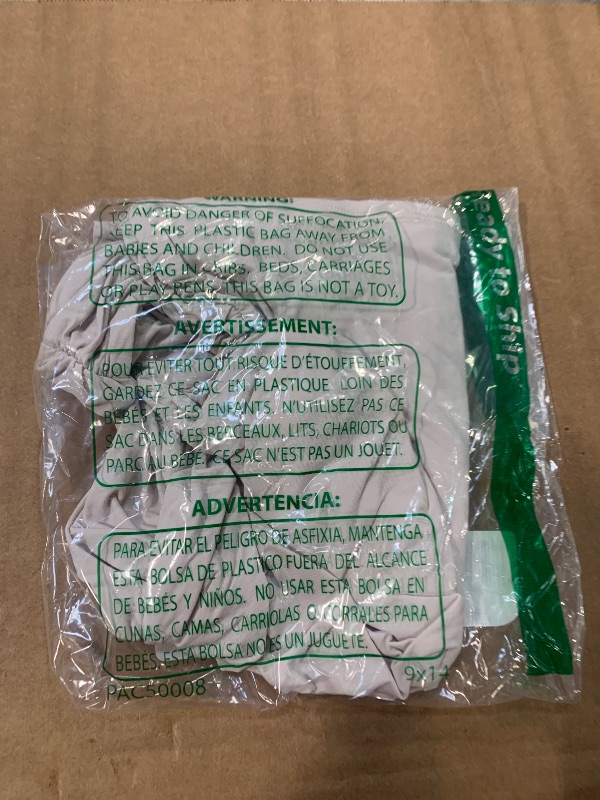 WARNING:
TO AVOID DANGER OF SUFFOCATION,
KEEP THIS PLASTIC BAG AWAY FROM
BABIES AND CHILDREN. DO NOT USE
THIS BAG IN CRIBS, BEDS, CARRIAGES
OR PLAY PENS. THIS BAG IS NOT A TOY.
AVERTISSEMENT:
POUR ÉVITER TOUT RISQUE D'ÉTOUFFEMENT,
GARDEZ CE SAC EN PLASTIQUE LOIN DES
BÉBÉS ET LES ENFANTS. N'UTILISEZ PAS CE
SAC DANS LES BERCEAUX, LITS, CHARIOTS OU
PARC AU BÉBÉ. CE SAC N'EST PAS UN JOUET.
ADVERTENCIA:
PARA EVITAR EL PELIGRO DE ASFIXIA, MANTENGA
ESTA BOLSA DE PLASTICO FUERA DEL ALCANCE
DE BEBÉS Y NIÑOS. NO USAR ESTA BOLSA EN
CUNAS, CAMAS, CARRIOLAS O CORRALES PARA
BEBÉS. ESTA BOLSA NO ES UN JUGUETE.
PAC50008
9x14
Ready to Ship